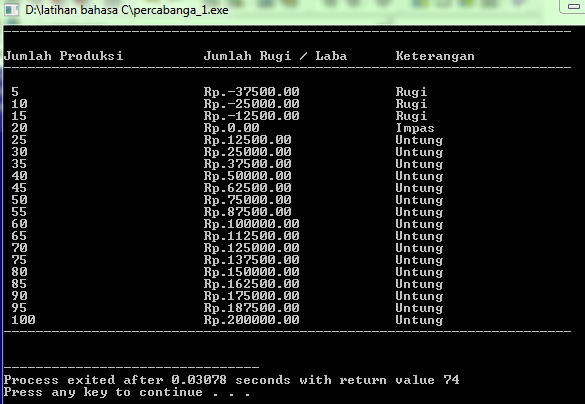 D:\latihan bahasa C\percabanga_1.exe
Jumlah Produksi Jumlah Rugi / Laba Keterangan
5 Rp.-37500.00 Rugi
10 Rp.-25000.00 Rugi
15 Rp.-12500.00 Rugi
20 Rp.0.00 Impas
25 Rp.12500.00 Untung
30 Rp.25000.00 Untung
35 Rp.37500.00 Untung
40 Rp.50000.00 Untung
45 Rp.62500.00 Untung
50 Rp.75000.00 Untung
55 Rp.87500.00 Untung
60 Rp.100000.00 Untung
65 Rp.112500.00 Untung
70 Rp.125000.00 Untung
75 Rp.137500.00 Untung
80 Rp.150000.00 Untung
85 Rp.162500.00 Untung
90 Rp.175000.00 Untung
95 Rp.187500.00 Untung
100 Rp.200000.00 Untung
Process exited after 0.03078 seconds with return value 74
Press any key to continue . . .